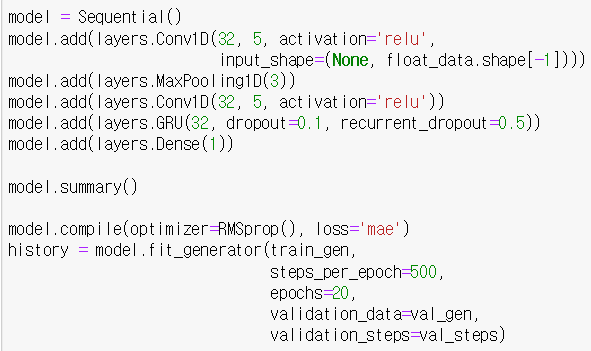 model = Sequential()
model.add(layers.Conv1D(32, 5, activation='relu',
                        input_shape=(None, float_data.shape[-1])))
model.add(layers.MaxPooling1D(3))
model.add(layers.Conv1D(32, 5, activation='relu'))
model.add(layers.GRU(32, dropout=0.1, recurrent_dropout=0.5))
model.add(layers.Dense(1))

model.summary()

model.compile(optimizer=RMSprop(), loss='mae')
history = model.fit_generator(train_gen,
                              steps_per_epoch=500,
                              epochs=20,
                              validation_data=val_gen,
                              validation_steps=val_steps)